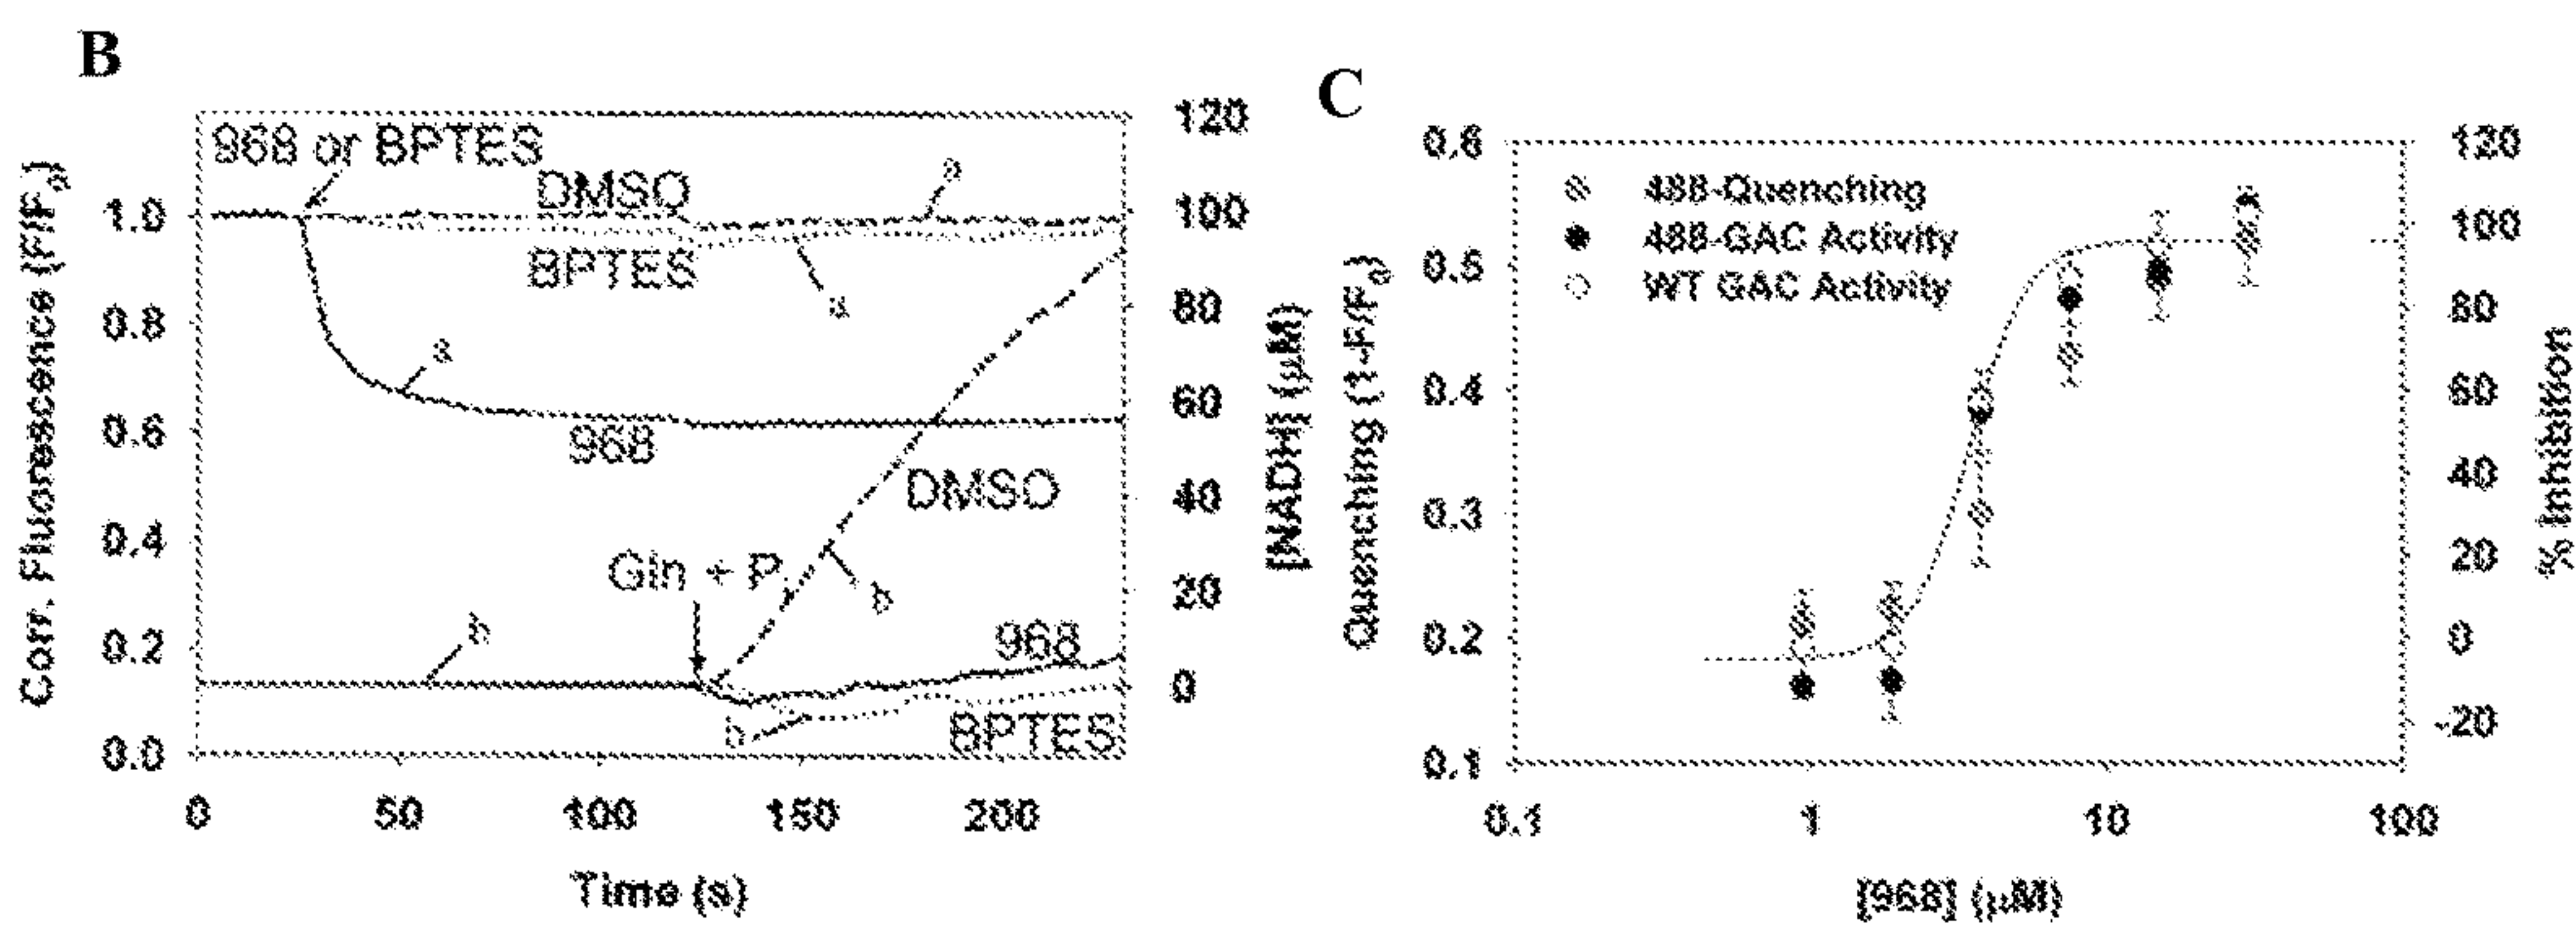 B
968 or BPTES
DMSO
a
BPTES
a
a
968
DMSO
Gln + Pi
b
b
968
b
BPTES
Corr. Fluorescence (F/F0)
1.0
0.8
0.6
0.4
0.2
0.0
120
100
80
60
40
20
0
[NADH] (μM)
0 50 100 150 200
Time (s)
C
488-Quenching
488-GAC Activity
WT GAC Activity
Quenching (1-F/F0)
0.6
0.5
0.4
0.3
0.2
0.1
120
100
80
60
40
20
0
-20
% Inhibition
0.1 1 10 100
[968] (μM)